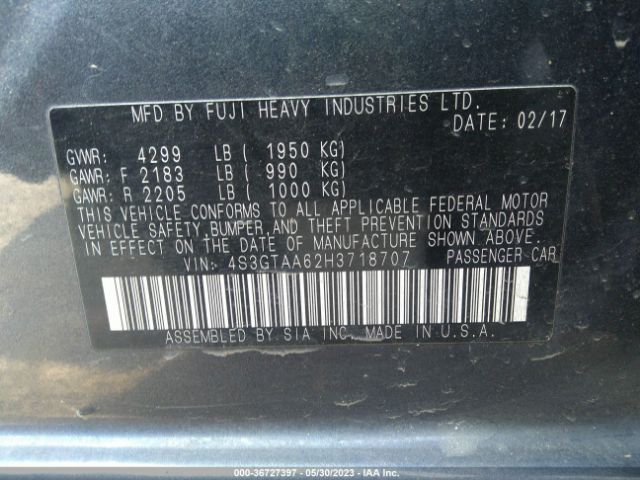 MFD BY FUJI HEAVY INDUSTRIES LTD.
DATE: 02/17
GVWR: 4299 LB ( 1950 KG)
GAWR: F 2183 LB ( 990 KG)
GAWR: R 2205 LB ( 1000 KG)
THIS VEHICLE CONFORMS TO ALL APPLICABLE FEDERAL MOTOR
VEHICLE SAFETY,BUMPER,AND THEFT PREVENTION STANDARDS
IN EFFECT ON THE DATE OF MANUFACTURE SHOWN ABOVE.
VIN: 4S3GTAA62H3718707 PASSENGER CAR
ASSEMBLED BY SIA INC. MADE IN U.S.A.
000-36727397 - 05/30/2023 - IAA Inc.